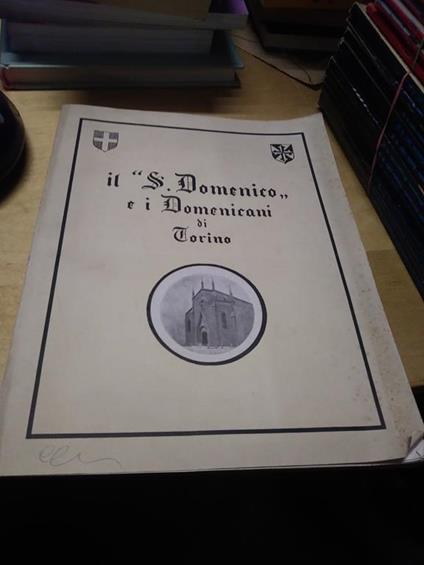 il "S. Domenico„
e i Domenicani
di
Torino